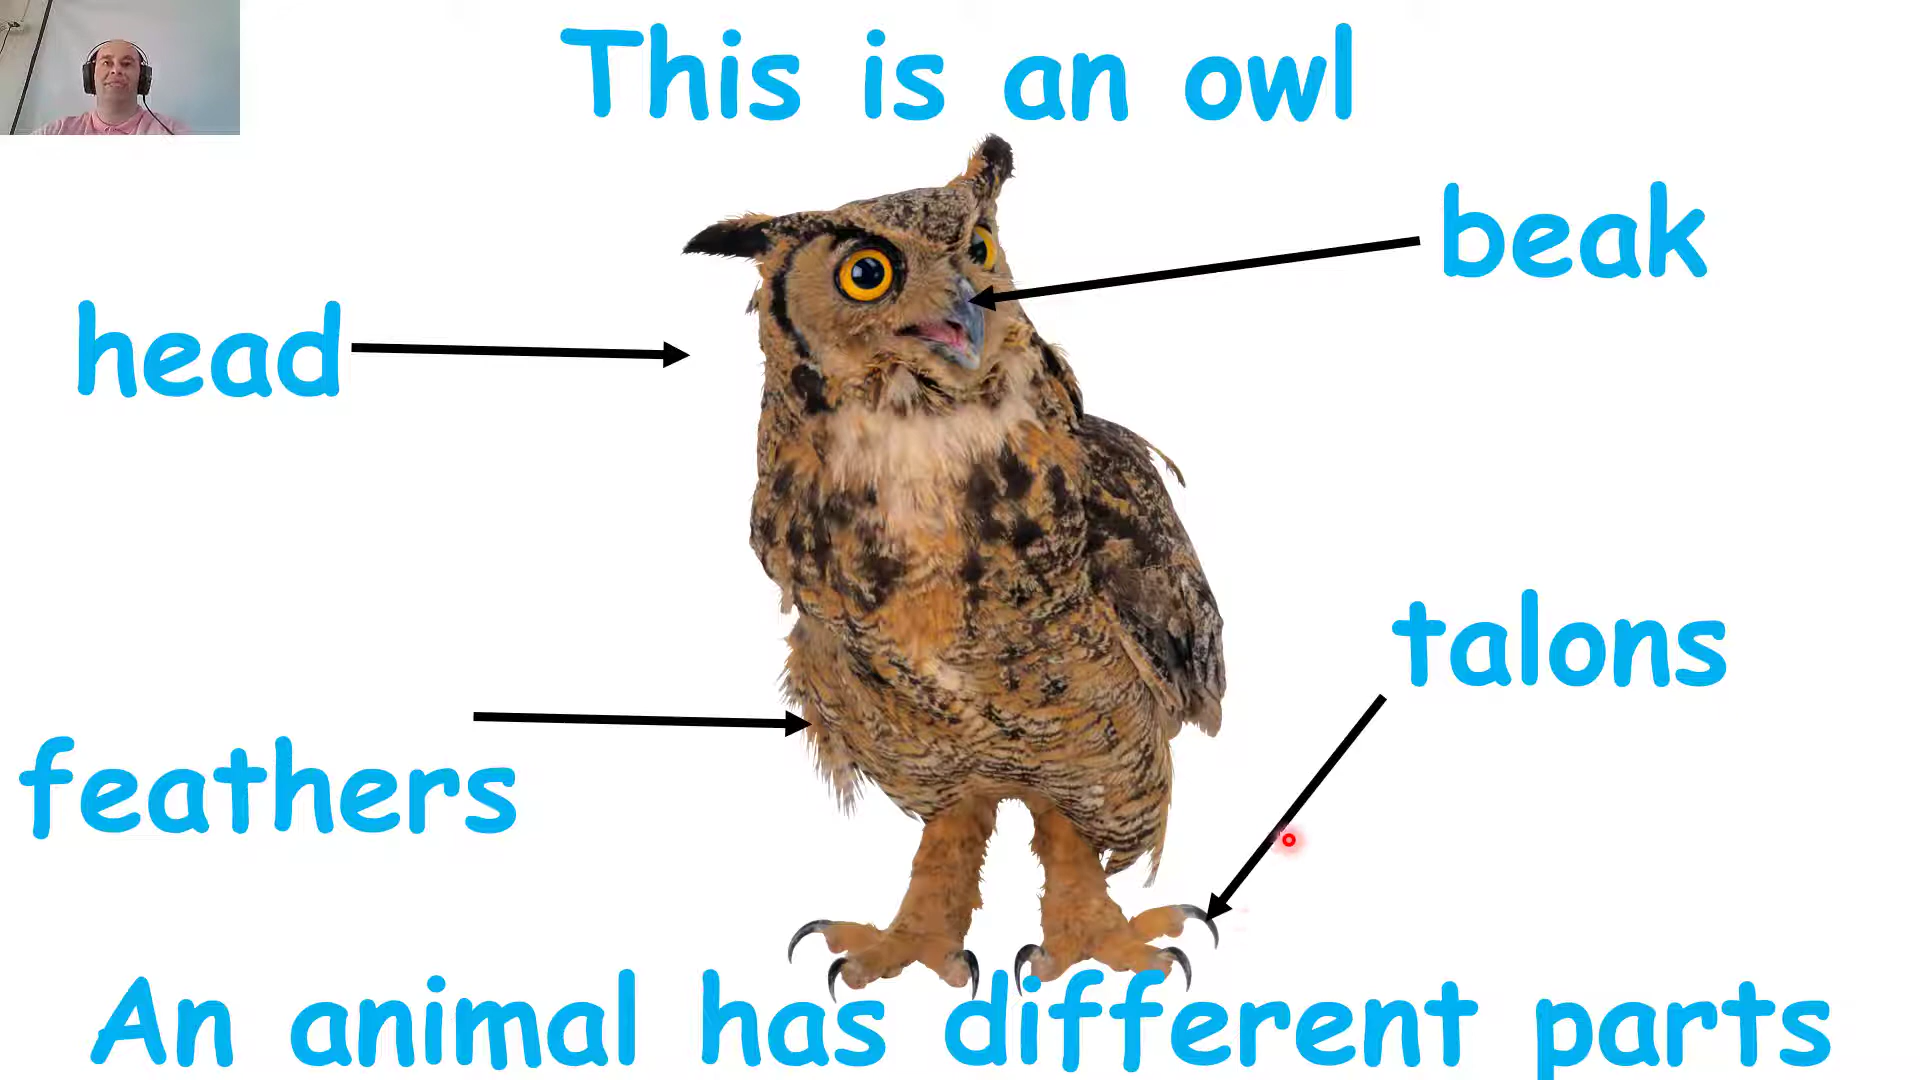 This is an owl
beak
head
talons
feathers
An animal has different parts